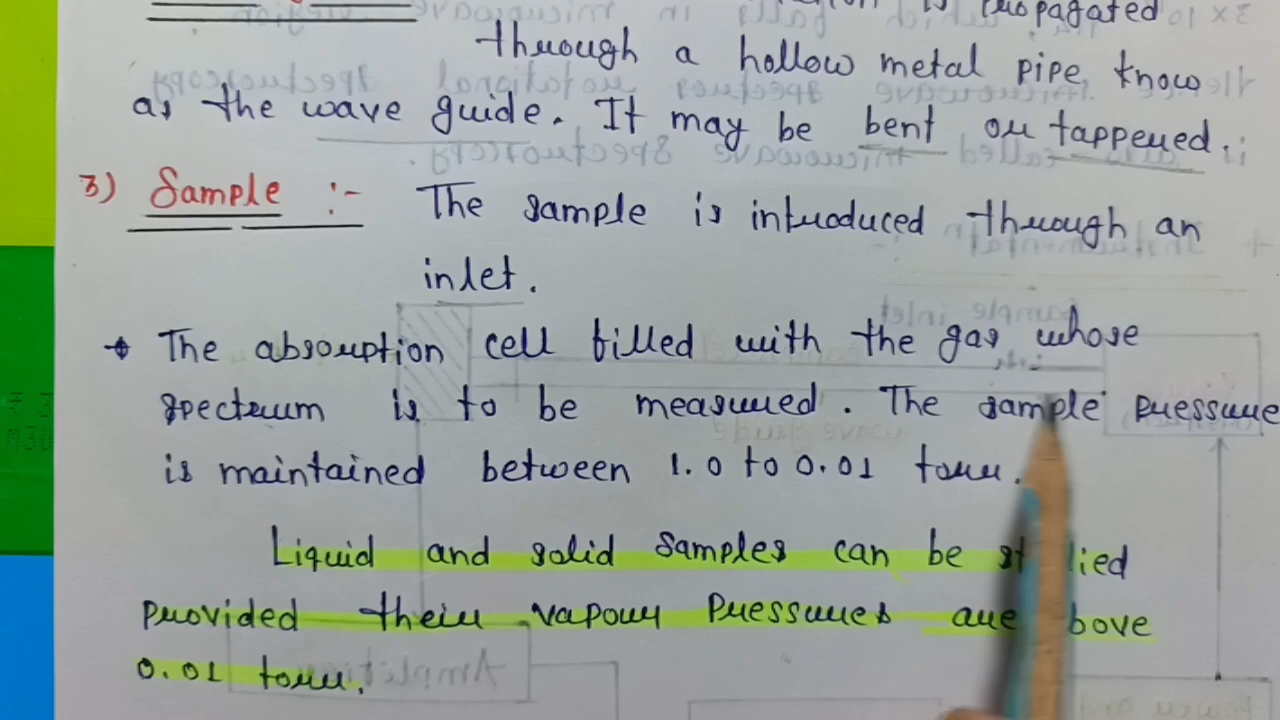 is propagated
through a hollow metal pipe know
as the wave guide. It may be bent or tappered.
3) Sample :- The sample is introduced through an
inlet.
The absorption cell filled with the gas whose
spectrum is to be measured. The sample pressure
is maintained between 1.0 to 0.01 torr.
Liquid and solid samples can be
provided their vapour pressures are
0.01 torr.